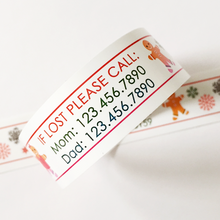 IF LOST PLEASE CALL:
Mom: 123.456.7890
Dad: 123.456.7890